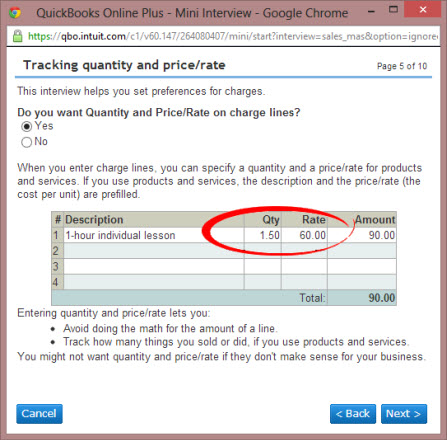 QuickBooks Online Plus - Mini Interview - Google Chrome
https://qbo.intuit.com/c1/v60.147/264080407/mini/start?interview=sales_mas&option=ignore
Tracking quantity and price/rate Page 5 of 10
This interview helps you set preferences for charges.
Do you want Quantity and Price/Rate on charge lines?
Yes
No
When you enter charge lines, you can specify a quantity and a price/rate for products
and services. If you use products and services, the description and the price/rate (the
cost per unit) are prefilled.
# Description Qty Rate Amount
1 1-hour individual lesson 1.50 60.00 90.00
2
3
4
Total: 90.00
Entering quantity and price/rate lets you:
• Avoid doing the math for the amount of a line.
• Track how many things you sold or did, if you use products and services.
You might not want quantity and price/rate if they don't make sense for your business.
Cancel < Back Next >